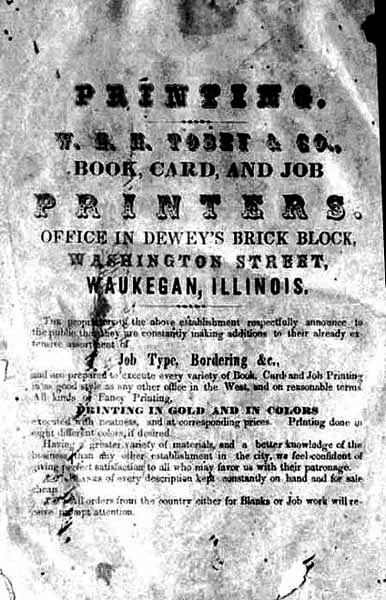 PRINTING.
W. H. H. TOBEY & CO.,
BOOK, CARD, AND JOB
PRINTERS.
OFFICE IN DEWEY'S BRICK BLOCK,
WASHINGTON STREET,
WAUKEGAN, ILLINOIS.
THE proprietors of the above establishment respectfully announce to
the public that they are constantly making additions to their already ex-
tensive assortment of
Job Type, Bordering &c.,
and are prepared to execute every variety of Book, Card and Job Printing
in as good style as any other office in the West, and on reasonable terms
All kinds of Fancy Printing,
PRINTING IN GOLD AND IN COLORS
executed with neatness, and at corresponding prices. Printing done in
eight different colors, if desired.
Having a greater variety of materials, and a better knowledge of the
business than any other establishment in the city, we feel confident of
giving perfect satisfaction to all who may favor us with their patronage.
BLANKS of every description kept constantly on hand and for sale
cheap
All orders from the country either for Blanks or Job work will re-
ceive prompt attention.